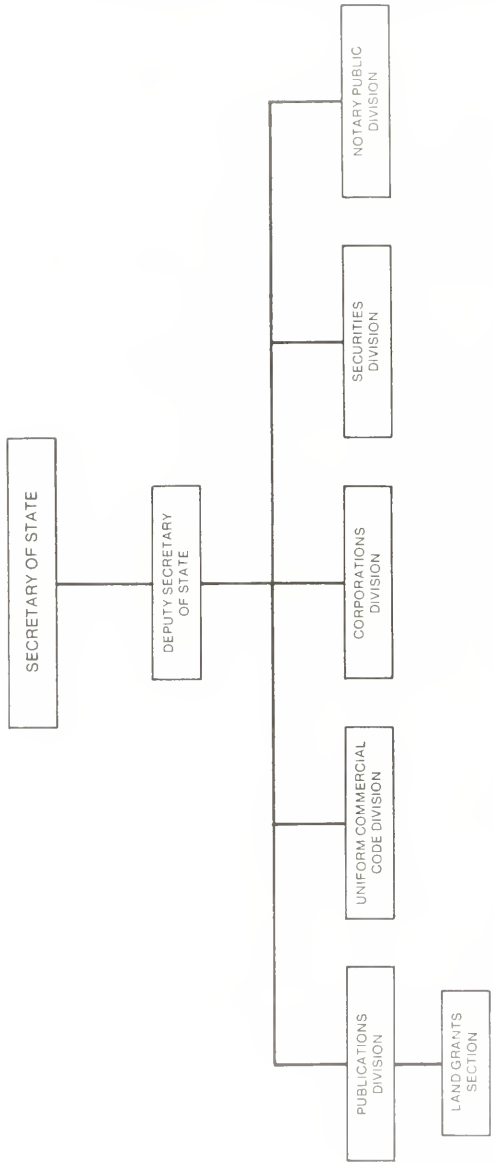 SECRETARY OF STATE
DEPUTY SECRETARY
OF STATE
PUBLICATIONS
DIVISION
UNIFORM COMMERCIAL
CODE DIVISION
CORPORATIONS
DIVISION
SECURITIES
DIVISION
NOTARY PUBLIC
DIVISION
LAND GRANTS
SECTION